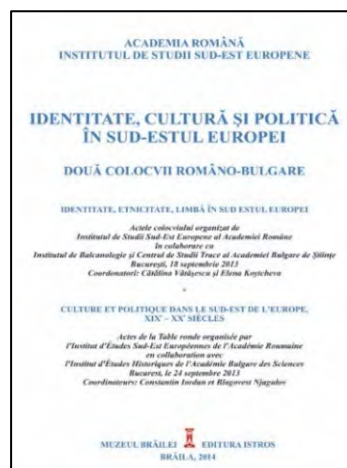 ACADEMIA ROMÂNĂ
INSTITUTUL DE STUDII SUD-EST EUROPENE
IDENTITATE, CULTURĂ ŞI POLITICĂ
ÎN SUD-ESTUL EUROPEI
DOUĂ COLOCVII ROMÂNO-BULGARE
IDENTITATE, ETNICITATE, LIMBĂ ÎN SUD ESTUL EUROPEI
Actele colocviului organizat de
Institutul de Studii Sud-Est Europene al Academiei Române
în colaborare cu
Institutul de Balcanologie și Centrul de Studii Trace al Academiei Bulgare de Științe
București, 18 septembrie 2013
Coordonatori: Cătălina Vătășescu și Elena Koytcheva
*
CULTURE ET POLITIQUE DANS LE SUD-EST DE L'EUROPE,
XIXᵉ – XXᵉ SIÈCLES
Actes de la Table ronde organisée par
l'Institut d'Études Sud-Est Européennes de l'Académie Roumaine
en collaboration avec
l'Institut d'Études Historiques de l'Académie Bulgare des Sciences
Bucarest, le 24 septembre 2013
Coordinateurs: Constantin Iordan et Blagovest Njagulov
MUZEUL BRĂILEI EDITURA ISTROS
BRĂILA, 2014